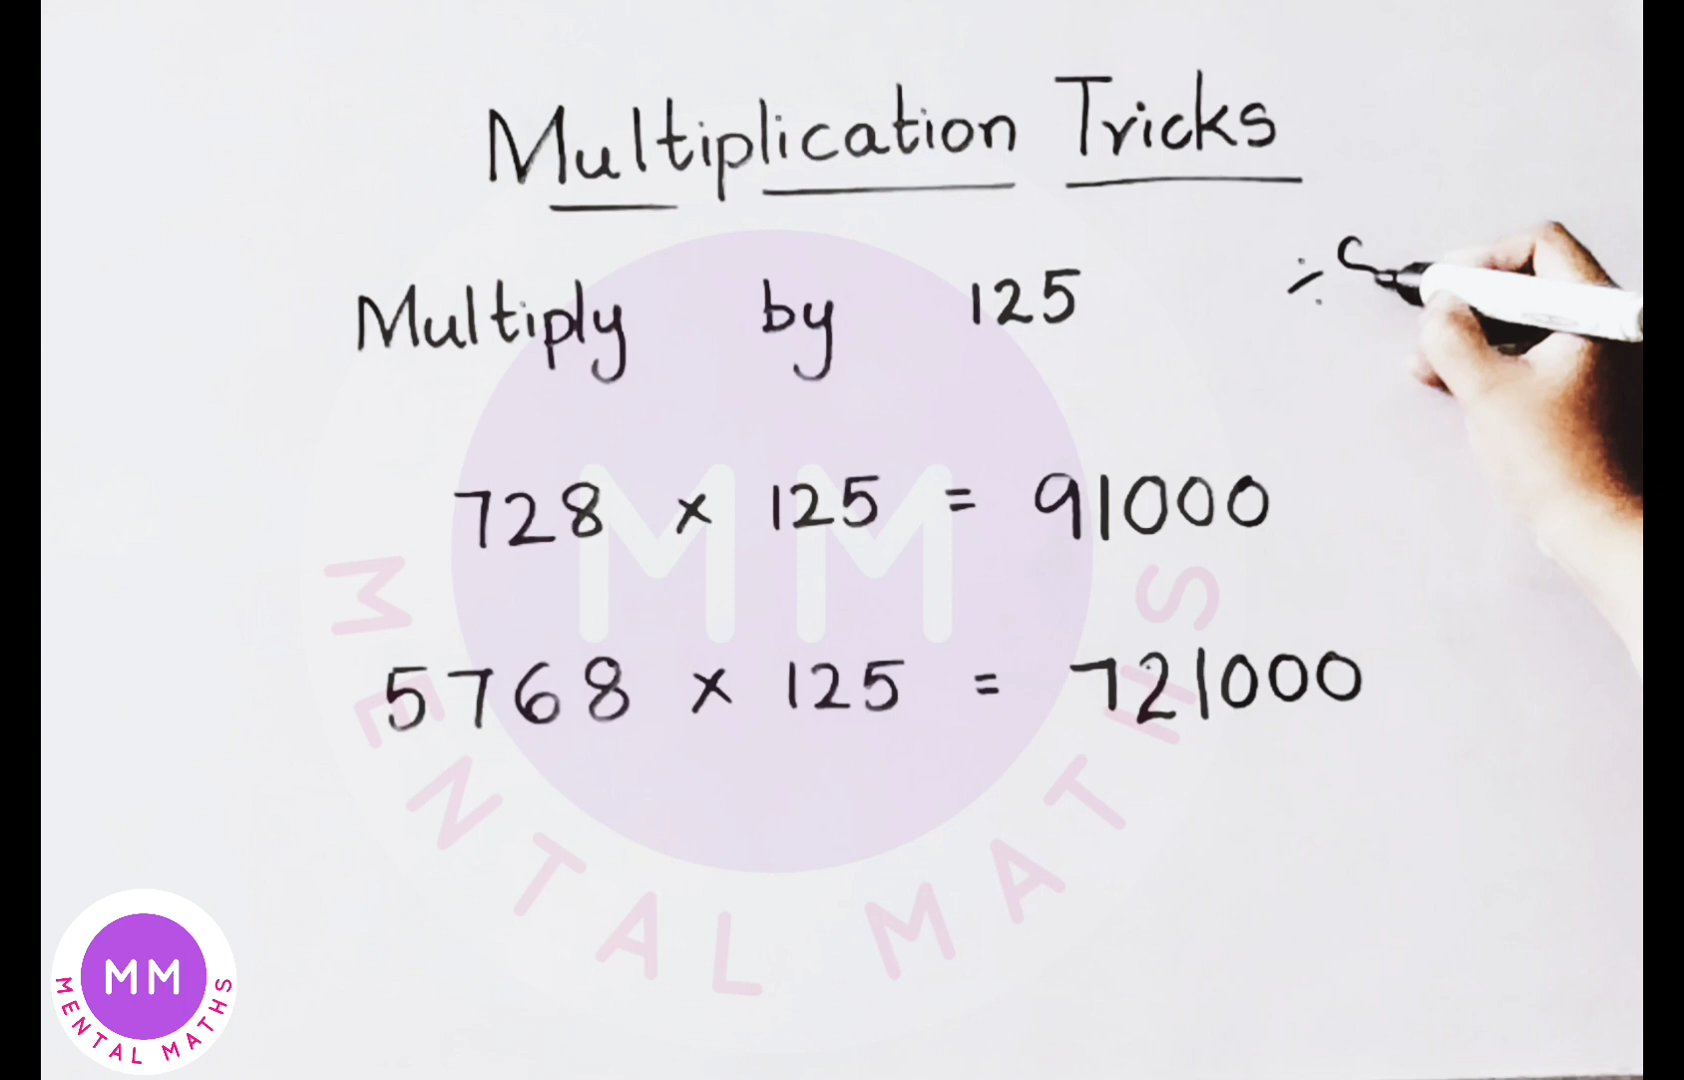 Multiplication Tricks
Multiply by 125 ÷
728 x 125 = 91000
5768 x 125 = 721000
MM
MENTAL MATHS
MM
MENTAL MATHS